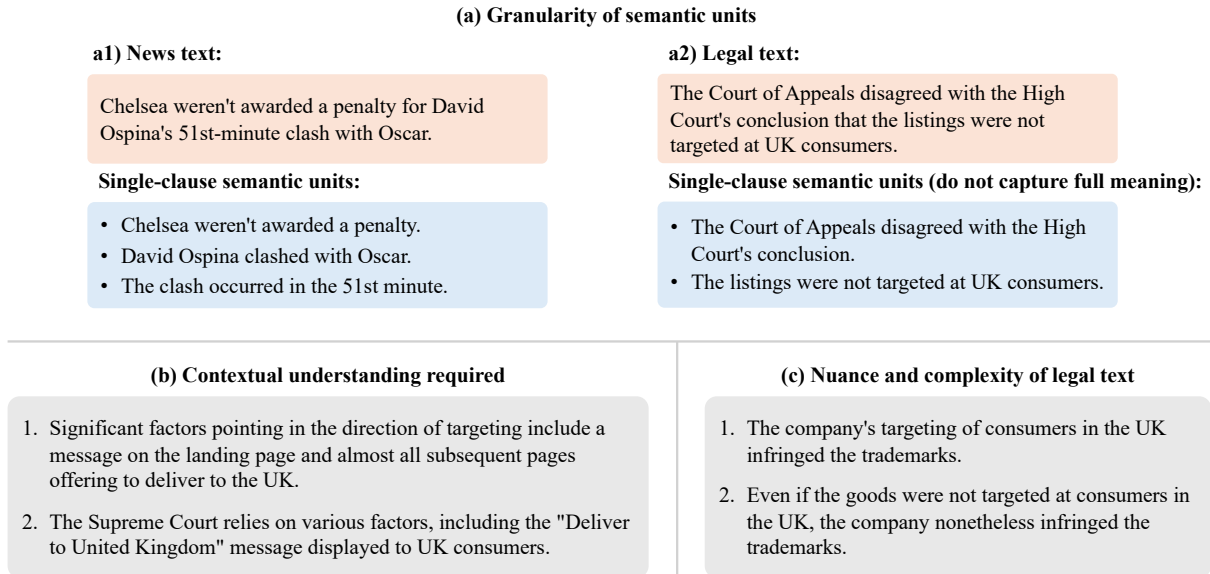 (a) Granularity of semantic units
a1) News text:
Chelsea weren't awarded a penalty for David
Ospina's 51st-minute clash with Oscar.
Single-clause semantic units:
• Chelsea weren't awarded a penalty.
• David Ospina clashed with Oscar.
• The clash occurred in the 51st minute.
a2) Legal text:
The Court of Appeals disagreed with the High
Court's conclusion that the listings were not
targeted at UK consumers.
Single-clause semantic units (do not capture full meaning):
• The Court of Appeals disagreed with the High
Court's conclusion.
• The listings were not targeted at UK consumers.
(b) Contextual understanding required
1. Significant factors pointing in the direction of targeting include a
message on the landing page and almost all subsequent pages
offering to deliver to the UK.
2. The Supreme Court relies on various factors, including the "Deliver
to United Kingdom" message displayed to UK consumers.
(c) Nuance and complexity of legal text
1. The company's targeting of consumers in the UK
infringed the trademarks.
2. Even if the goods were not targeted at consumers in
the UK, the company nonetheless infringed the
trademarks.